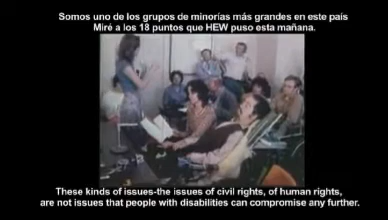 Somos uno de los grupos de minorías más grandes en este país
Miré a los 18 puntos que HEW puso esta mañana.
These kinds of issues-the issues of civil rights, of human rights,
are not issues that people with disabilities can compromise any further.